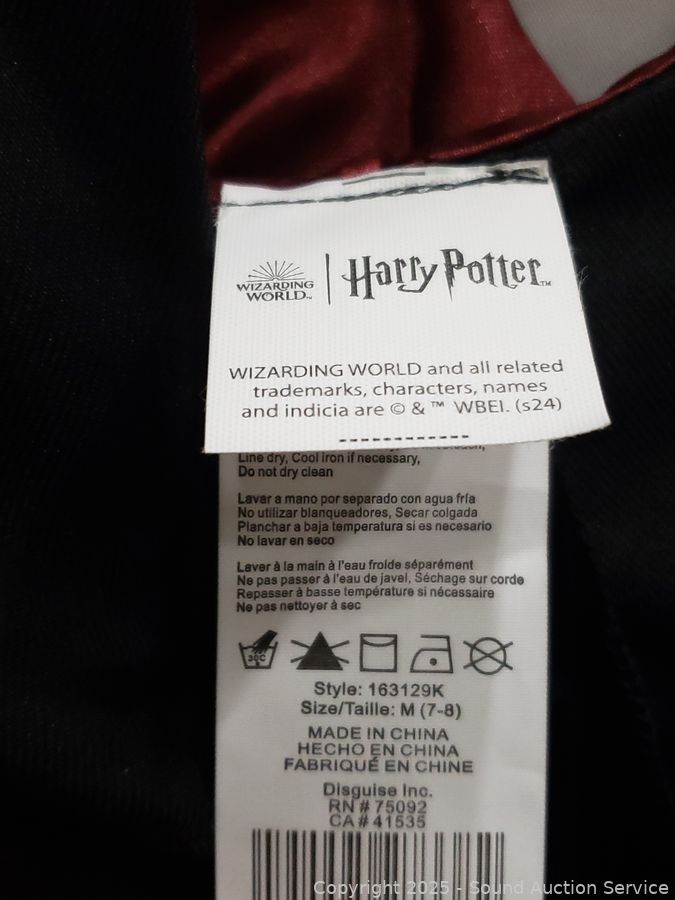 WIZARDING
WORLD™
Harry Potter™
WIZARDING WORLD and all related
trademarks, characters, names
and indicia are © & ™ WBEI. (s24)
Line dry, Cool iron if necessary,
Do not dry clean
Lavar a mano por separado con agua fría
No utilizar blanqueadores, Secar colgada
Planchar a baja temperatura si es necesario
No lavar en seco
Laver à la main à l'eau froide séparément
Ne pas passer à l'eau de javel, Séchage sur corde
Repasser à basse température si nécessaire
Ne pas nettoyer à sec
30C
Style: 163129K
Size/Taille: M (7-8)
MADE IN CHINA
HECHO EN CHINA
FABRIQUÉ EN CHINE
Disguise Inc.
RN # 75092
CA # 41535
Copyright 2025 - Sound Auction Service